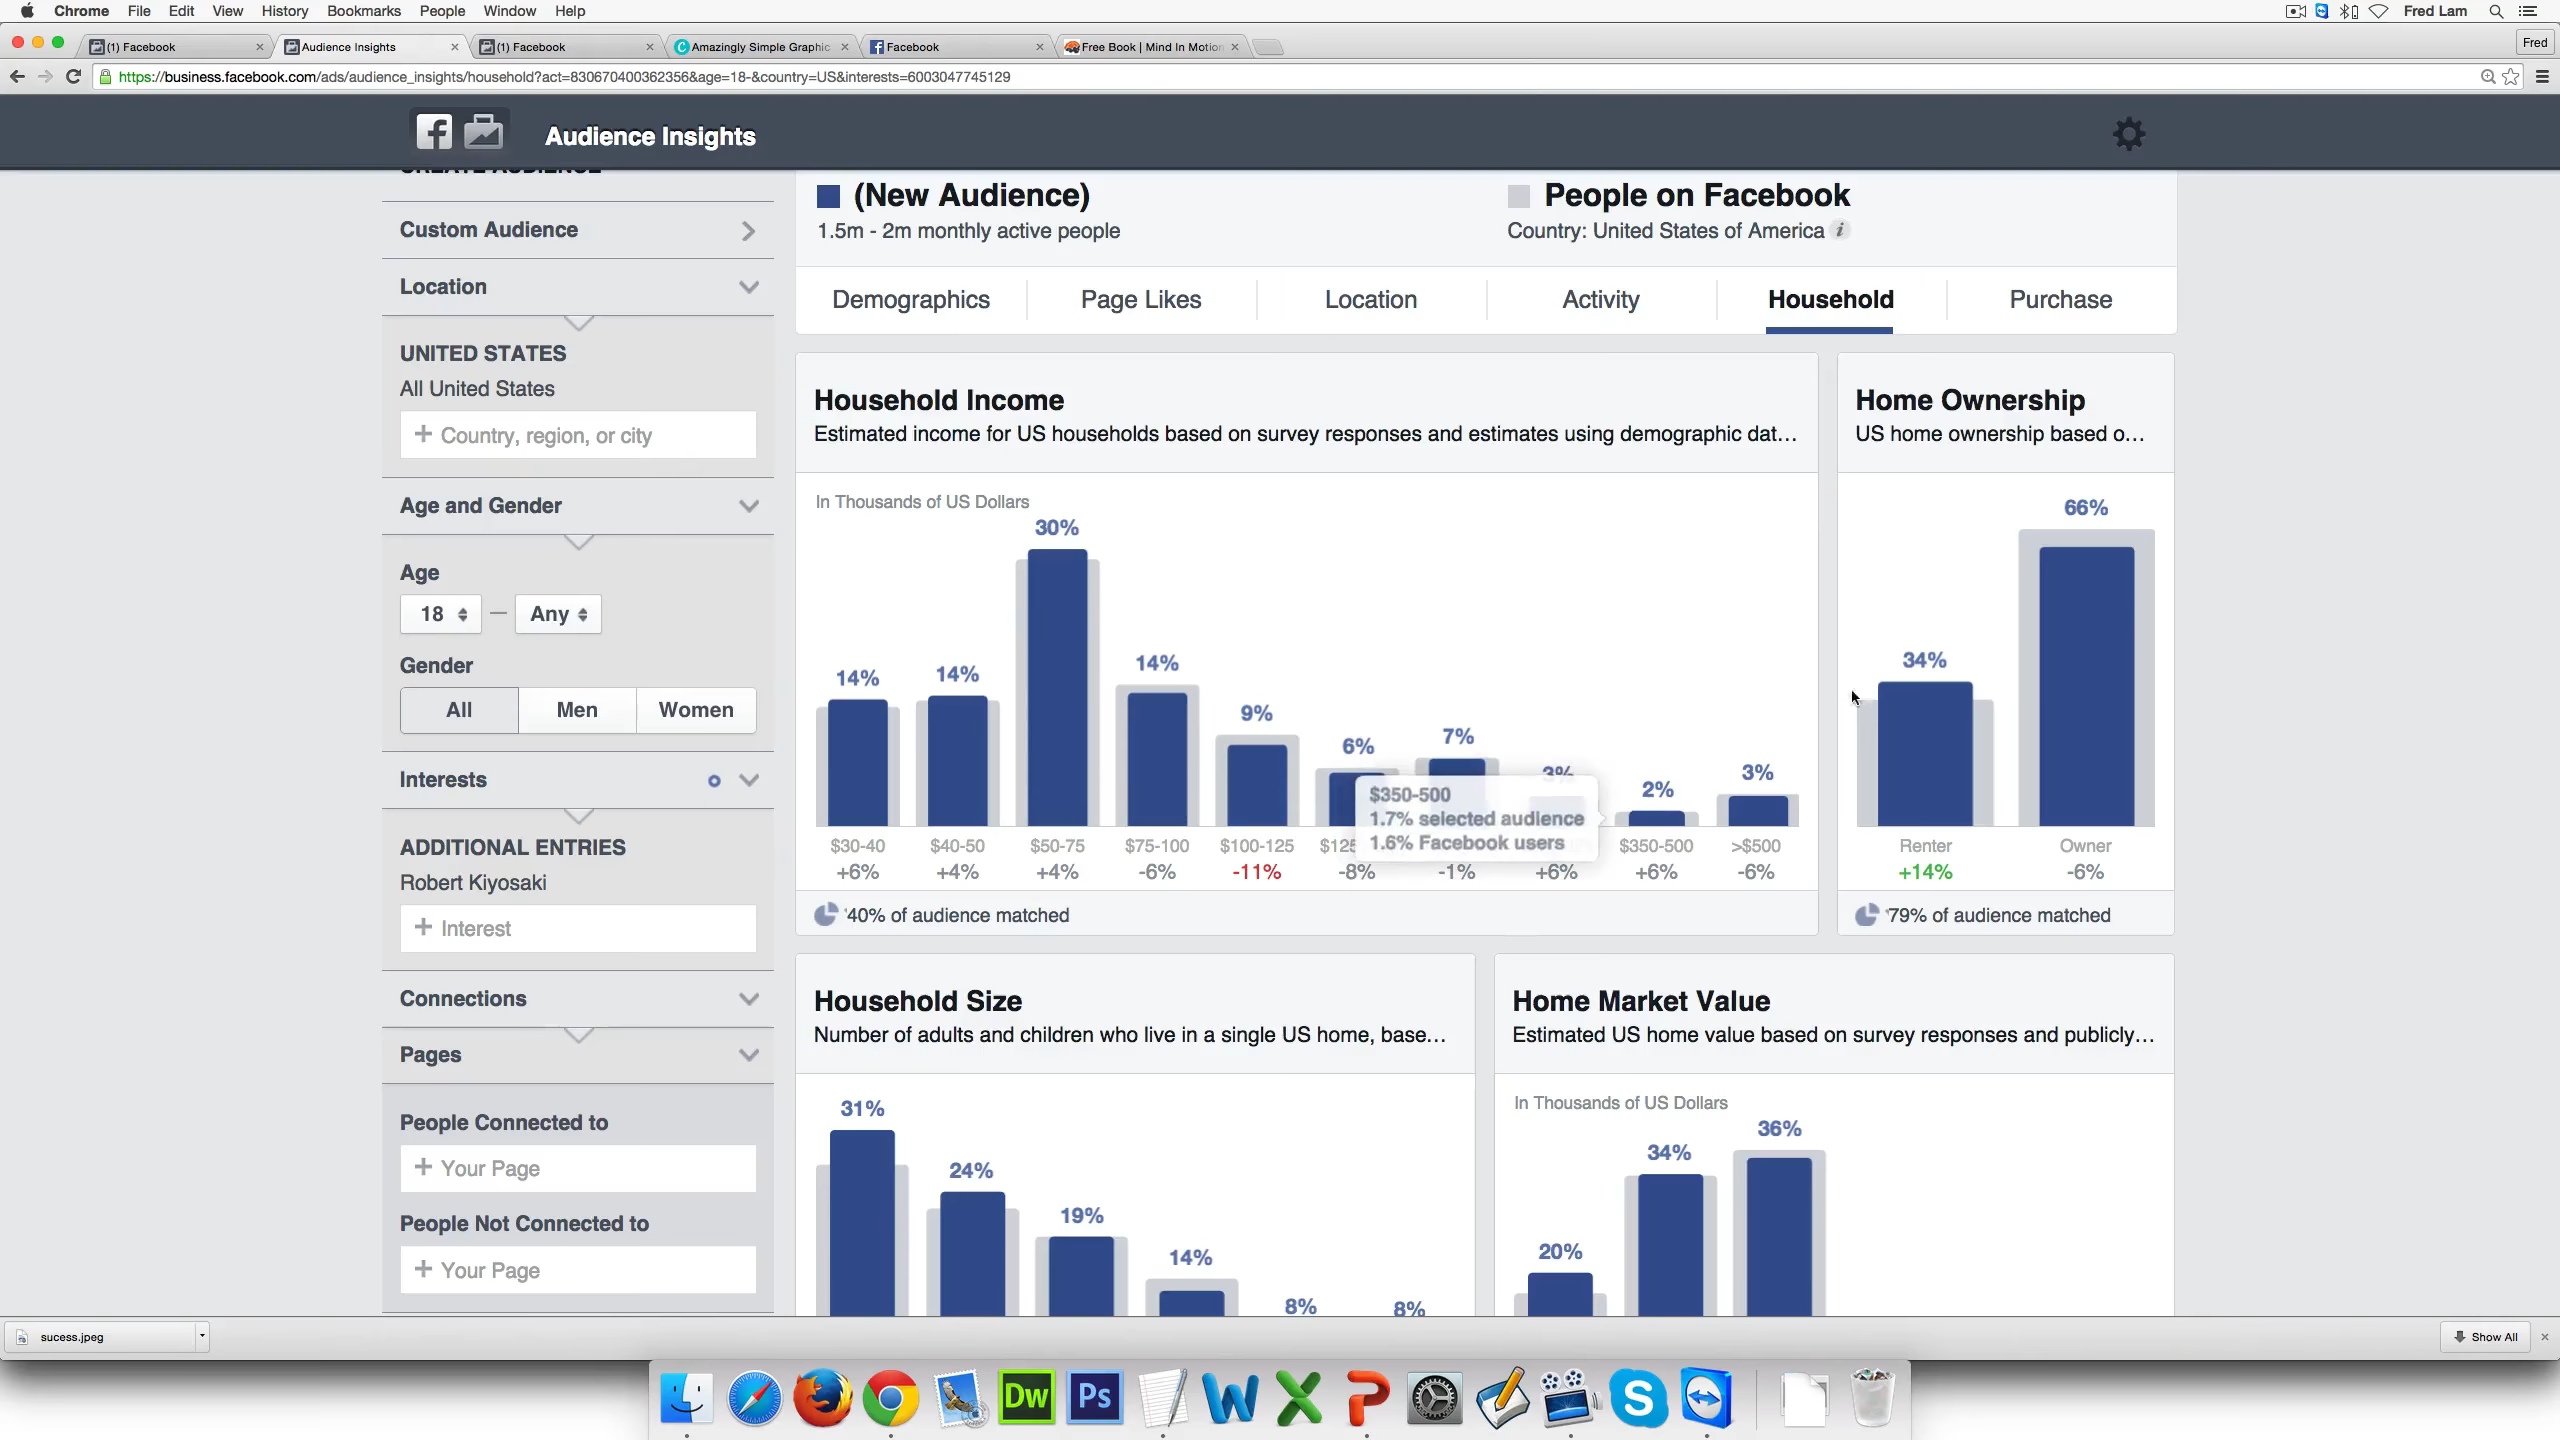 Chrome File Edit View History Bookmarks People Window Help Fred Lam
(1) Facebook Audience Insights (1) Facebook Amazingly Simple Graphic Facebook Free Book | Mind In Motion Fred
https://business.facebook.com/ads/audience_insights/household?act=830670400362356&age=18-&country=US&interests=6003047745129
Audience Insights
CREATE AUDIENCE
Custom Audience
Location
UNITED STATES
All United States
+ Country, region, or city
Age and Gender
Age
18 — Any
Gender
All Men Women
Interests
ADDITIONAL ENTRIES
Robert Kiyosaki
+ Interest
Connections
Pages
People Connected to
+ Your Page
People Not Connected to
+ Your Page
(New Audience)
1.5m - 2m monthly active people
People on Facebook
Country: United States of America i
Demographics Page Likes Location Activity Household Purchase
Household Income
Estimated income for US households based on survey responses and estimates using demographic dat...
In Thousands of US Dollars
14% 14% 30% 14% 9% 6% 7% 3% 2% 3%
$350-500
1.7% selected audience
1.6% Facebook users
$30-40 $40-50 $50-75 $75-100 $100-125 $125 $350-500 >$500
+6% +4% +4% -6% -11% -8% -1% +6% +6% -6%
40% of audience matched
Home Ownership
US home ownership based o...
34% 66%
Renter Owner
+14% -6%
79% of audience matched
Household Size
Number of adults and children who live in a single US home, base...
31% 24% 19% 14% 8% 8%
Home Market Value
Estimated US home value based on survey responses and publicly...
In Thousands of US Dollars
20% 34% 36%
sucess.jpeg Show All
Dw Ps